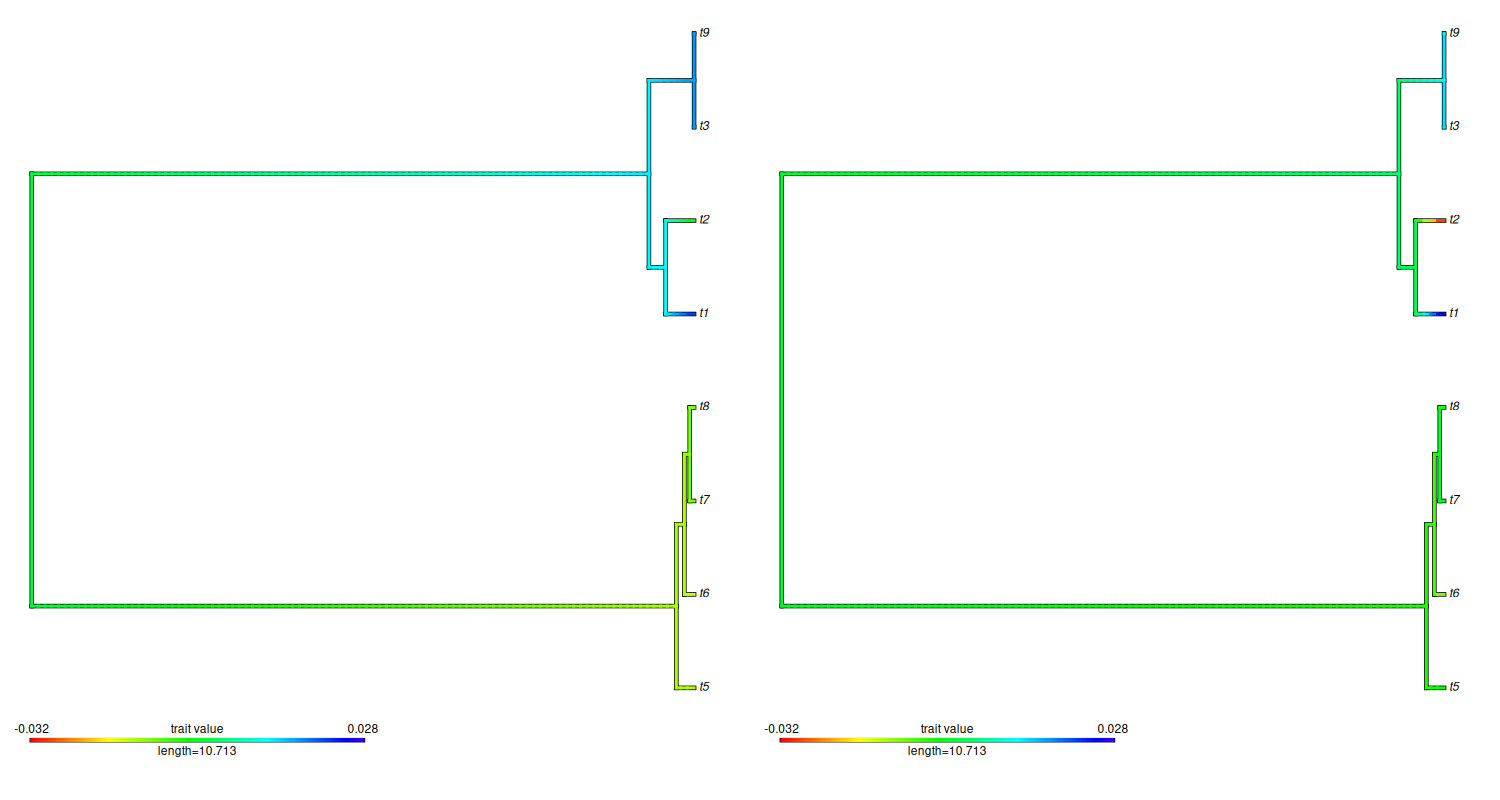 t9 t9
t3 t3
t2 t2
t1 t1
t8 t8
t7 t7
t6 t6
t5 t5
-0.032 trait value 0.028 -0.032 trait value 0.028
length=10.713 length=10.713